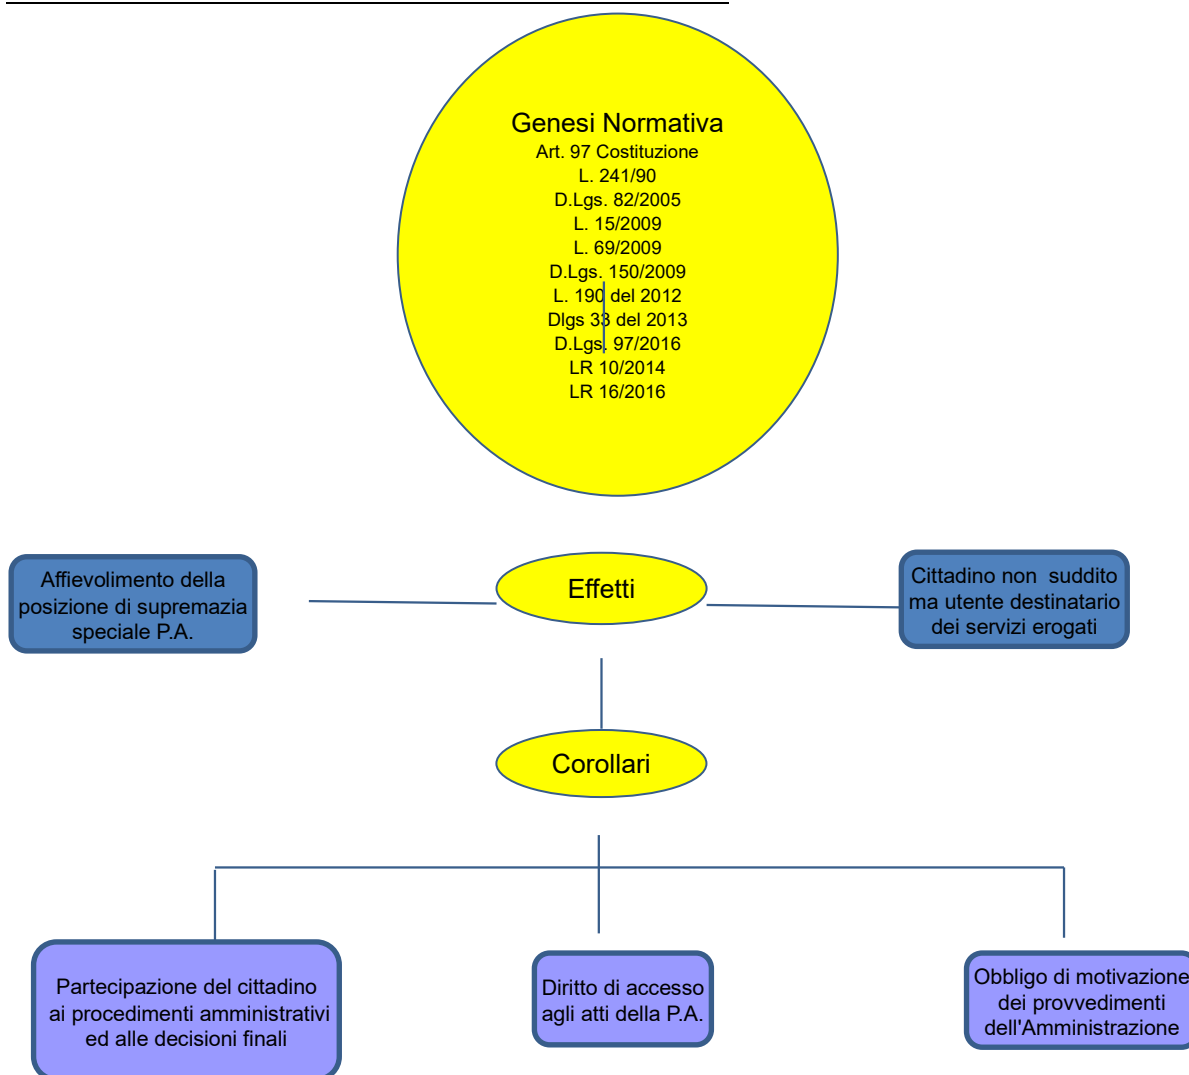 Genesi Normativa
Art. 97 Costituzione
L. 241/90
D.Lgs. 82/2005
L. 15/2009
L. 69/2009
D.Lgs. 150/2009
L. 190 del 2012
Dlgs 33 del 2013
D.Lgs. 97/2016
LR 10/2014
LR 16/2016
Affievolimento della
posizione di supremazia
speciale P.A.
Effetti
Cittadino non suddito
ma utente destinatario
dei servizi erogati
Corollari
Partecipazione del cittadino
ai procedimenti amministrativi
ed alle decisioni finali
Diritto di accesso
agli atti della P.A.
Obbligo di motivazione
dei provvedimenti
dell'Amministrazione